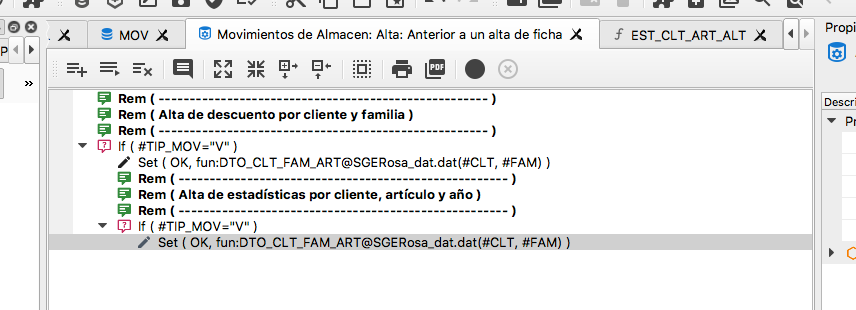 MOV
Movimientos de Almacen: Alta: Anterior a un alta de ficha
EST_CLT_ART_ALT
Propi
P
»
PDF
Descri
Pr
Rem ( ----------------------------------------------------- )
Rem ( Alta de descuento por cliente y familia )
Rem ( ----------------------------------------------------- )
If ( #TIP_MOV="V" )
Set ( OK, fun:DTO_CLT_FAM_ART@SGERosa_dat.dat(#CLT, #FAM) )
Rem ( ----------------------------------------------------- )
Rem ( Alta de estadísticas por cliente, artículo y año )
Rem ( ----------------------------------------------------- )
If ( #TIP_MOV="V" )
Set ( OK, fun:DTO_CLT_FAM_ART@SGERosa_dat.dat(#CLT, #FAM) )